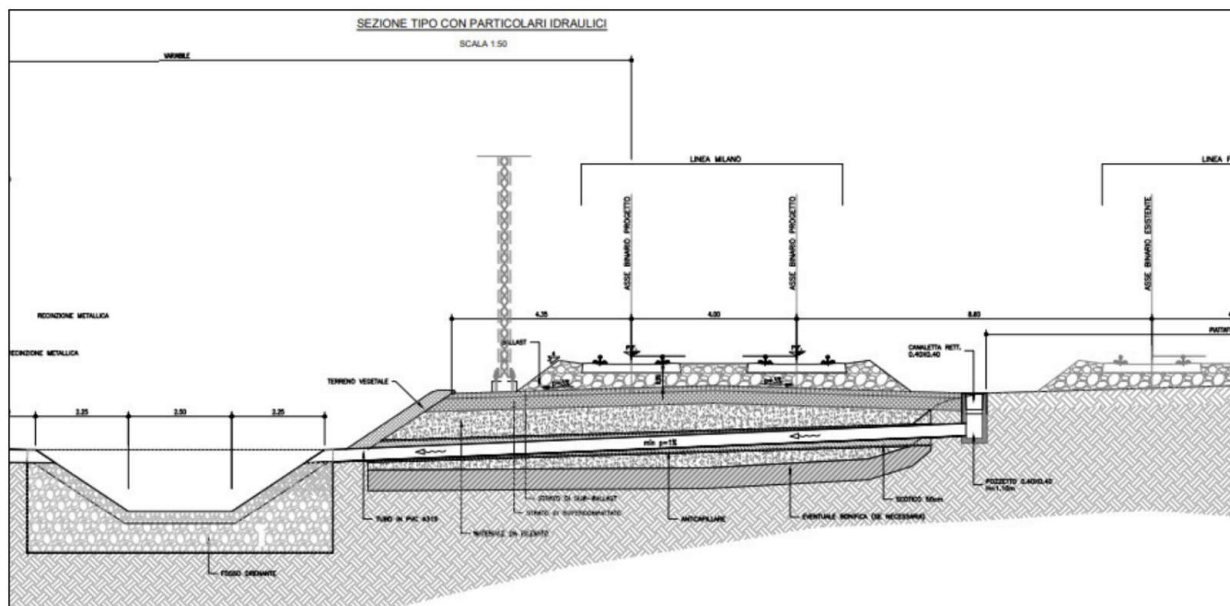 SEZIONE TIPO CON PARTICOLARI IDRAULICI
SCALA 1:50
VARIABILE
LINEA MILANO
LINEA
ASSE BINARIO PROGETTO
ASSE BINARIO PROGETTO
ASSE BINARIO ESISTENTE
RECINZIONE METALLICA
RECINZIONE METALLICA
4.35
4.00
8.60
BALLAST
CANALETTA RETT.
0.40X0.40
TERRENO VEGETALE
2.25
2.50
2.25
min p=1%
STRATO DI SUB-BALLAST
STRATO DI SUPERCOMPATTATO
SCOTICO 50cm
POZZETTO 0.40X0.40
H=1.10m
TUBO IN PVC ø315
ANTICAPILLARE
EVENTUALE BONIFICA (SE NECESSARIA)
MATERIALE DA RILEVATO
FOSSO DRENANTE